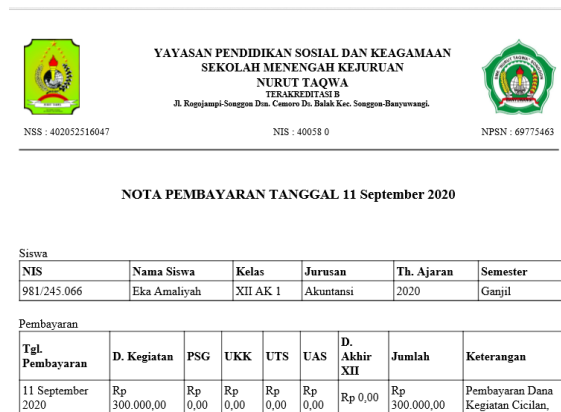 YAYASAN PENDIDIKAN SOSIAL DAN KEAGAMAAN
SEKOLAH MENENGAH KEJURUAN
NURUT TAQWA
TERAKREDITASI B
Jl. Rogojampi-Songgon Dsn. Cemoro Ds. Balak Kec. Songgon-Banyuwangi.
NSS : 402052516047 NIS : 40058 0 NPSN : 69775463
NOTA PEMBAYARAN TANGGAL 11 September 2020
Siswa
NIS Nama Siswa Kelas Jurusan Th. Ajaran Semester
981/245.066 Eka Amaliyah XII AK 1 Akuntansi 2020 Ganjil
Pembayaran
Tgl. Pembayaran D. Kegiatan PSG UKK UTS UAS D. Akhir XII Jumlah Keterangan
11 September 2020 Rp 300.000,00 Rp 0,00 Rp 0,00 Rp 0,00 Rp 0,00 Rp 0,00 Rp 300.000,00 Pembayaran Dana Kegiatan Cicilan,